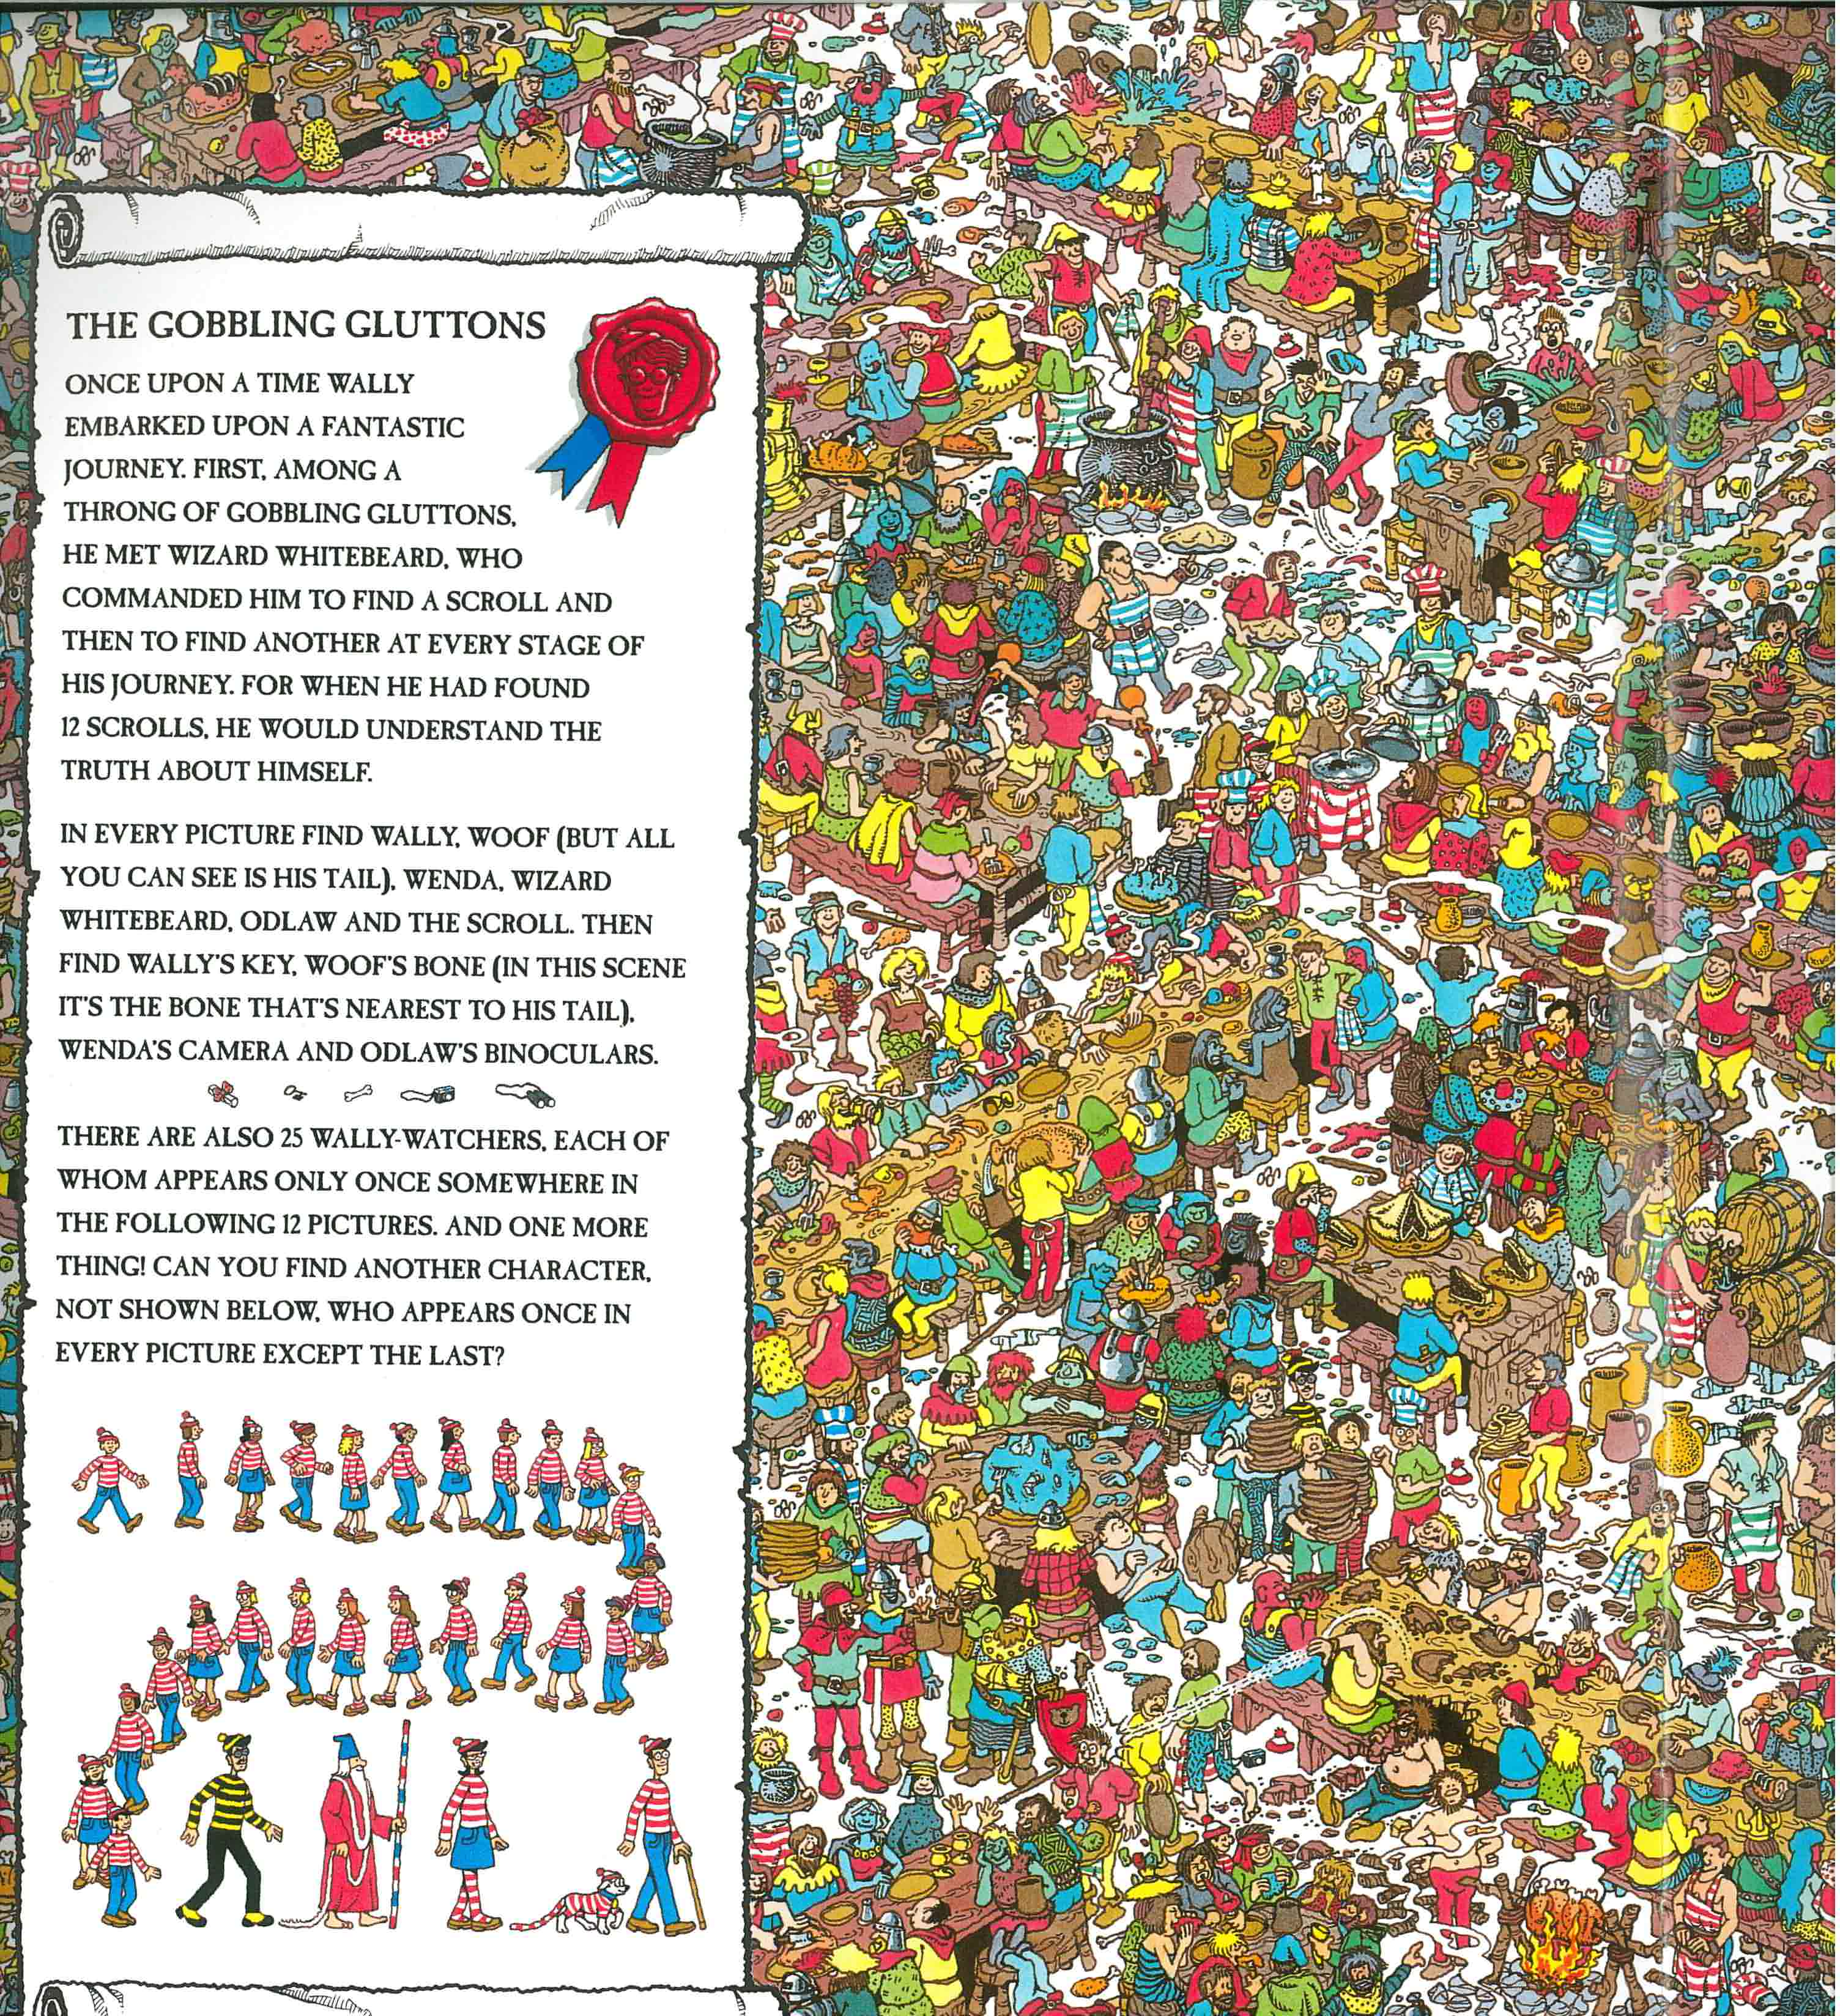 THE GOBBLING GLUTTONS
ONCE UPON A TIME WALLY
EMBARKED UPON A FANTASTIC
JOURNEY. FIRST, AMONG A
THRONG OF GOBBLING GLUTTONS,
HE MET WIZARD WHITEBEARD, WHO
COMMANDED HIM TO FIND A SCROLL AND
THEN TO FIND ANOTHER AT EVERY STAGE OF
HIS JOURNEY. FOR WHEN HE HAD FOUND
12 SCROLLS, HE WOULD UNDERSTAND THE
TRUTH ABOUT HIMSELF.
IN EVERY PICTURE FIND WALLY, WOOF (BUT ALL
YOU CAN SEE IS HIS TAIL), WENDA, WIZARD
WHITEBEARD, ODLAW AND THE SCROLL. THEN
FIND WALLY'S KEY, WOOF'S BONE (IN THIS SCENE
IT'S THE BONE THAT'S NEAREST TO HIS TAIL),
WENDA'S CAMERA AND ODLAW'S BINOCULARS.
THERE ARE ALSO 25 WALLY-WATCHERS, EACH OF
WHOM APPEARS ONLY ONCE SOMEWHERE IN
THE FOLLOWING 12 PICTURES. AND ONE MORE
THING! CAN YOU FIND ANOTHER CHARACTER,
NOT SHOWN BELOW, WHO APPEARS ONCE IN
EVERY PICTURE EXCEPT THE LAST?